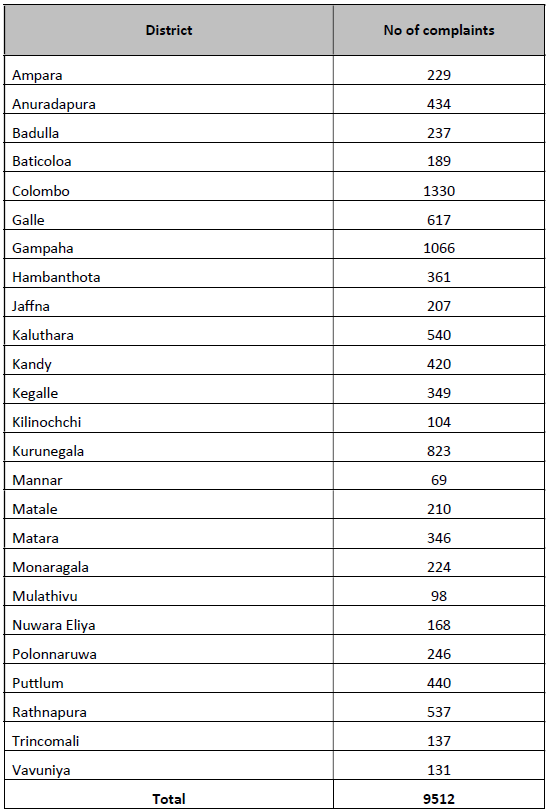 District No of complaints
Ampara 229
Anuradapura 434
Badulla 237
Baticoloa 189
Colombo 1330
Galle 617
Gampaha 1066
Hambanthota 361
Jaffna 207
Kaluthara 540
Kandy 420
Kegalle 349
Kilinochchi 104
Kurunegala 823
Mannar 69
Matale 210
Matara 346
Monaragala 224
Mulathivu 98
Nuwara Eliya 168
Polonnaruwa 246
Puttlum 440
Rathnapura 537
Trincomali 137
Vavuniya 131
Total 9512